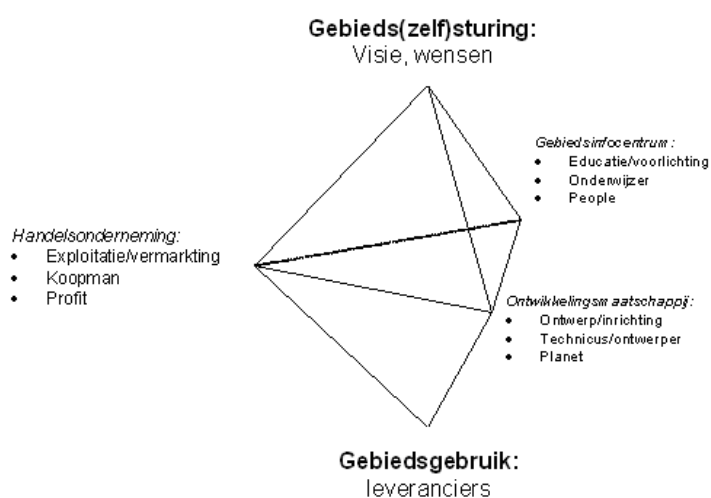 Gebieds(zelf)sturing:
Visie, wensen
Gebiedsinfocentrum:
• Educatie/voorlichting
• Onderwijzer
• People
Handelsonderneming:
• Exploitatie/vermarkting
• Koopman
• Profit
Ontwikkelingsmaatschappij:
• Ontwerp/inrichting
• Technicus/ontwerper
• Planet
Gebiedsgebruik:
leveranciers